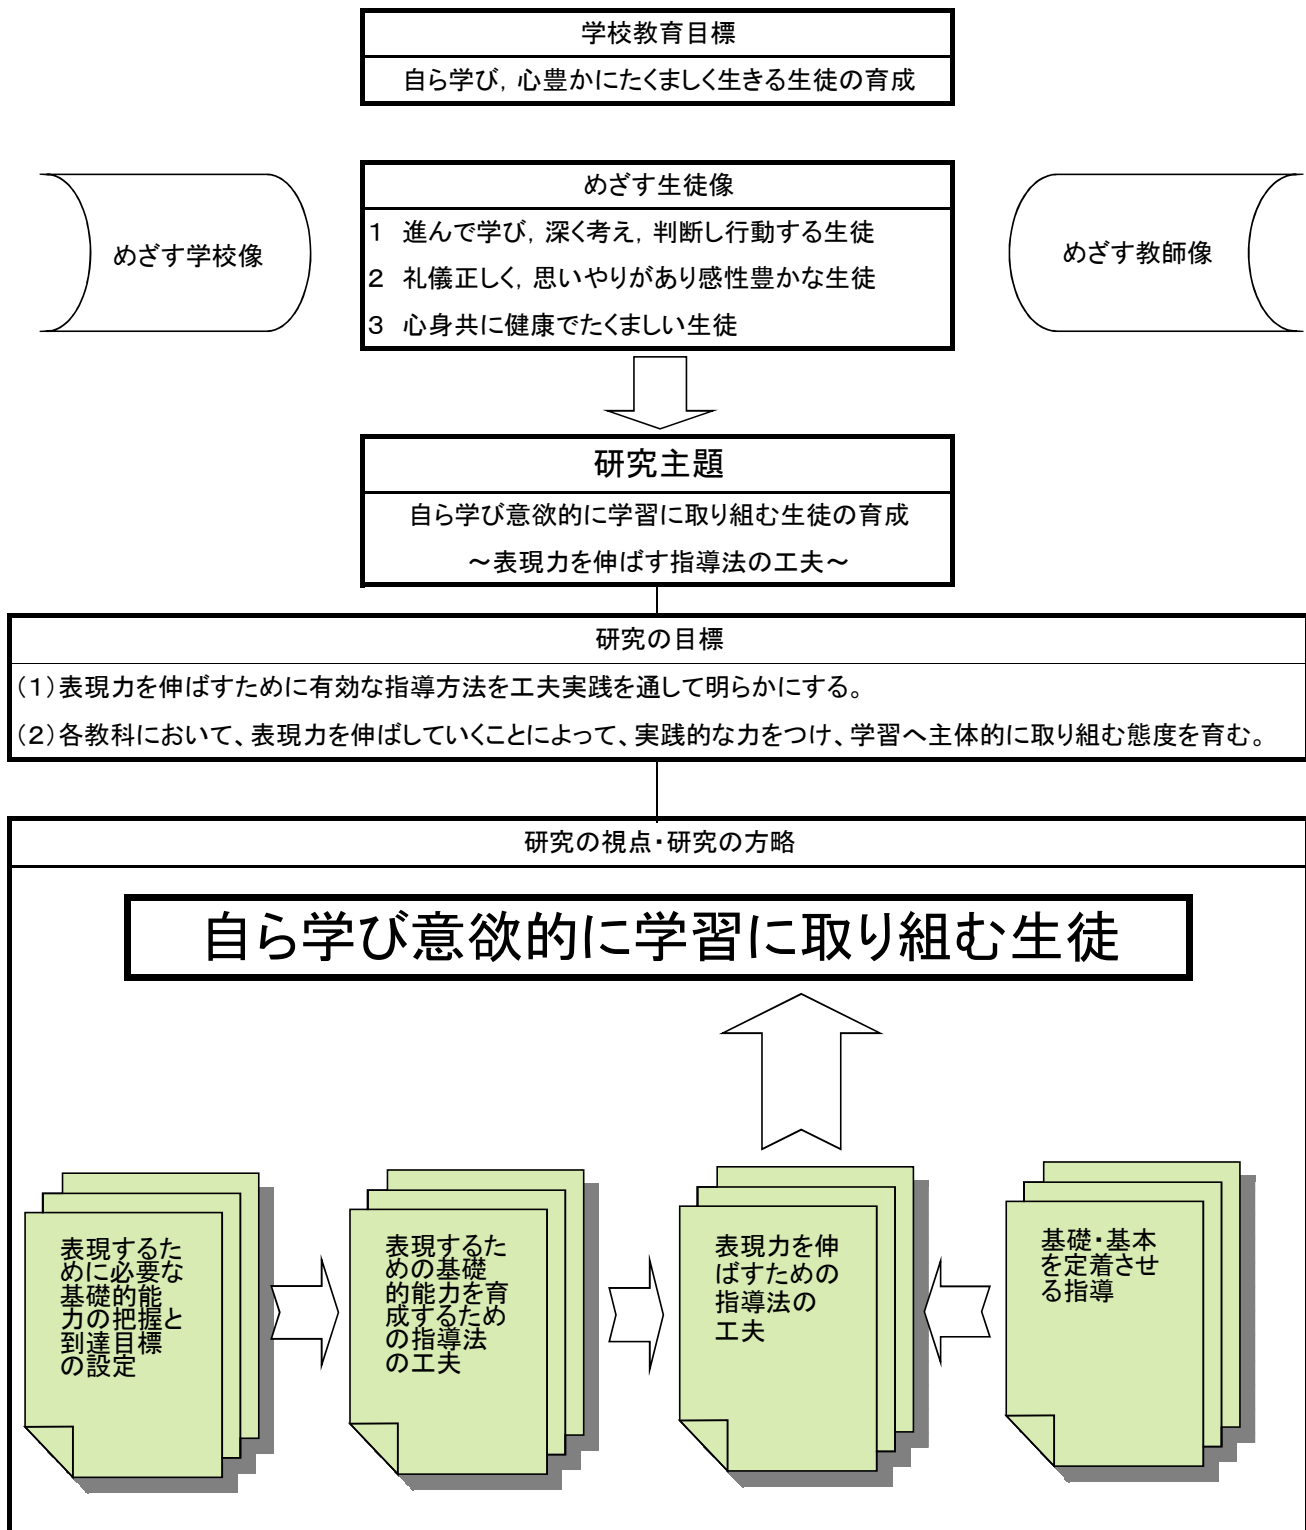 学校教育目標
自ら学び，心豊かにたくましく生きる生徒の育成
めざす学校像
めざす生徒像
１　進んで学び，深く考え，判断し行動する生徒
２　礼儀正しく，思いやりがあり感性豊かな生徒
３　心身共に健康でたくましい生徒
めざす教師像
研究主題
自ら学び意欲的に学習に取り組む生徒の育成
～表現力を伸ばす指導法の工夫～
研究の目標
（１）表現力を伸ばすために有効な指導方法を工夫実践を通して明らかにする。
（２）各教科において、表現力を伸ばしていくことによって、実践的な力をつけ、学習へ主体的に取り組む態度を育む。
研究の視点・研究の方略
自ら学び意欲的に学習に取り組む生徒
表現するた
めに必要な
基礎的能
力の把握と
到達目標
の設定
表現するた
めの基礎
的能力を育
成するため
の指導法
の工夫
表現力を伸
ばすための
指導法の
工夫
基礎・基本
を定着させ
る指導